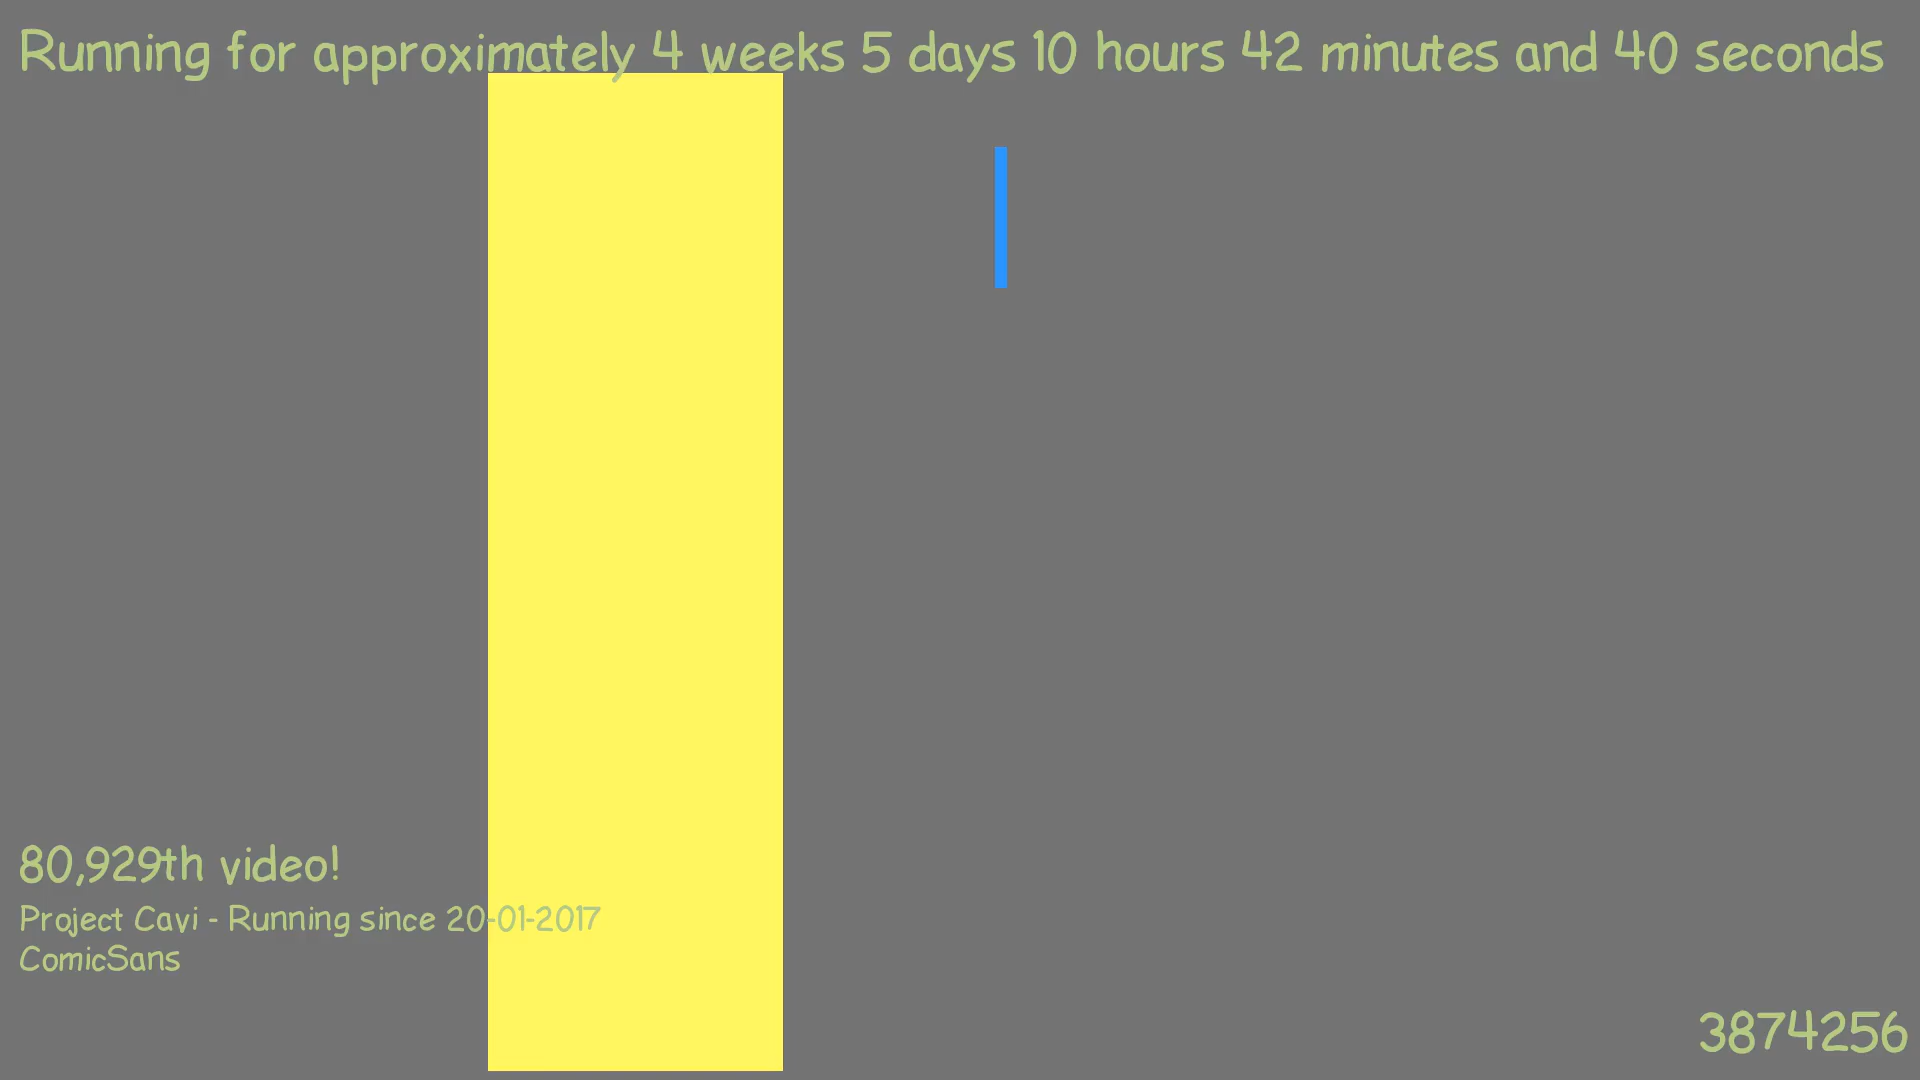 Running for approximately 4 weeks 5 days 10 hours 42 minutes and 40 seconds
80,929th video!
Project Cavi - Running since 20-01-2017
ComicSans
3874256